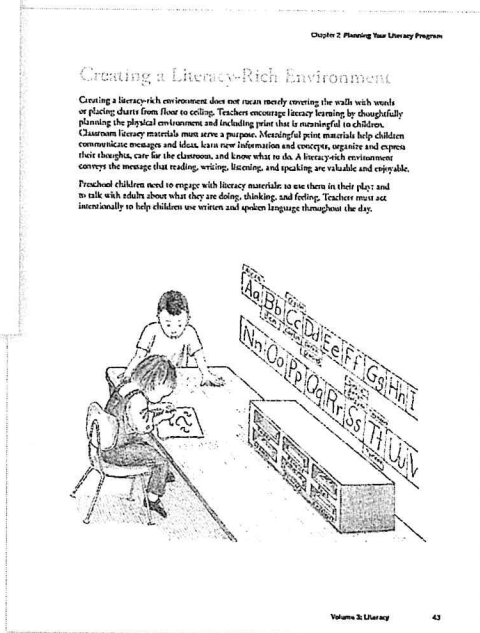 Chapter 2: Planning Your Literacy Program
Creating a Literacy-Rich Environment
Creating a literacy-rich environment does not mean merely covering the walls with words
or placing charts from floor to ceiling. Teachers encourage literacy learning by thoughtfully
planning the physical environment and including print that is meaningful to children.
Classroom literacy materials must serve a purpose. Meaningful print materials help children
communicate messages and ideas, learn new information and concepts, organize and express
their thoughts, care for the classroom, and know what to do. A literacy-rich environment
conveys the message that reading, writing, listening, and speaking are valuable and enjoyable.
Preschool children need to engage with literacy materials; to use them in their play; and
to talk with adults about what they are doing, thinking, and feeling. Teachers must act
intentionally to help children use written and spoken language throughout the day.
Aa Bb Cc Dd Ee Ff Gg Hh I
Nn Oo Pp Qq Rr Ss Tt Uu V
Volume 3: Literacy 43